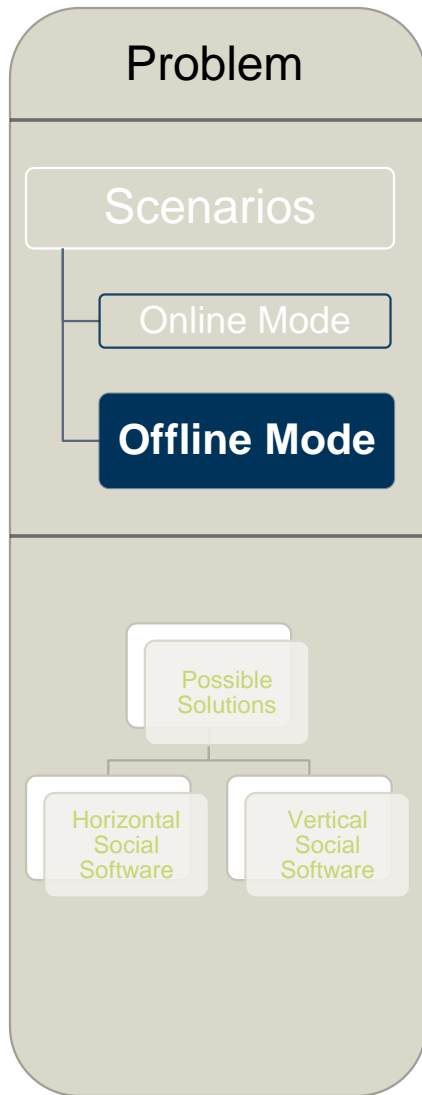 Problem
Scenarios
Online Mode
Offline Mode
Possible
Solutions
Horizontal
Social
Software
Vertical
Social
Software